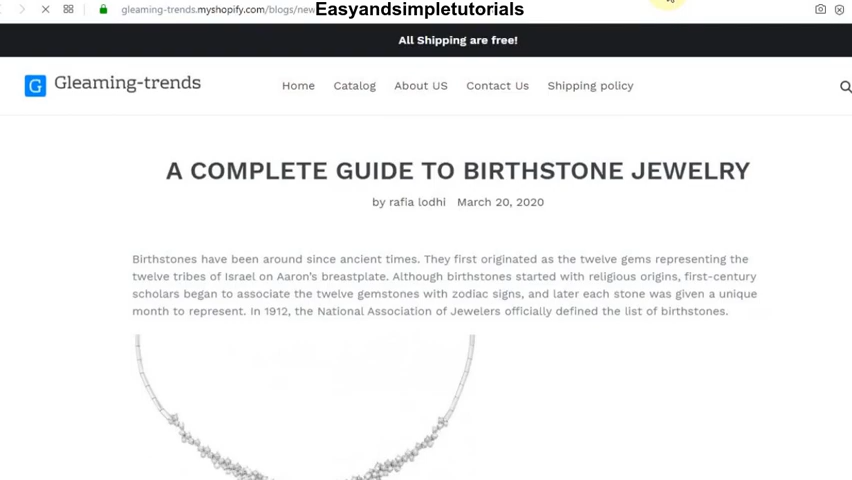 gleaming-trends.myshopify.com/blogs/new
Easyandsimpletutorials
All Shipping are free!
G Gleaming-trends
Home Catalog About US Contact Us Shipping policy
A COMPLETE GUIDE TO BIRTHSTONE JEWELRY
by rafia lodhi March 20, 2020
Birthstones have been around since ancient times. They first originated as the twelve gems representing the
twelve tribes of Israel on Aaron's breastplate. Although birthstones started with religious origins, first-century
scholars began to associate the twelve gemstones with zodiac signs, and later each stone was given a unique
month to represent. In 1912, the National Association of Jewelers officially defined the list of birthstones.